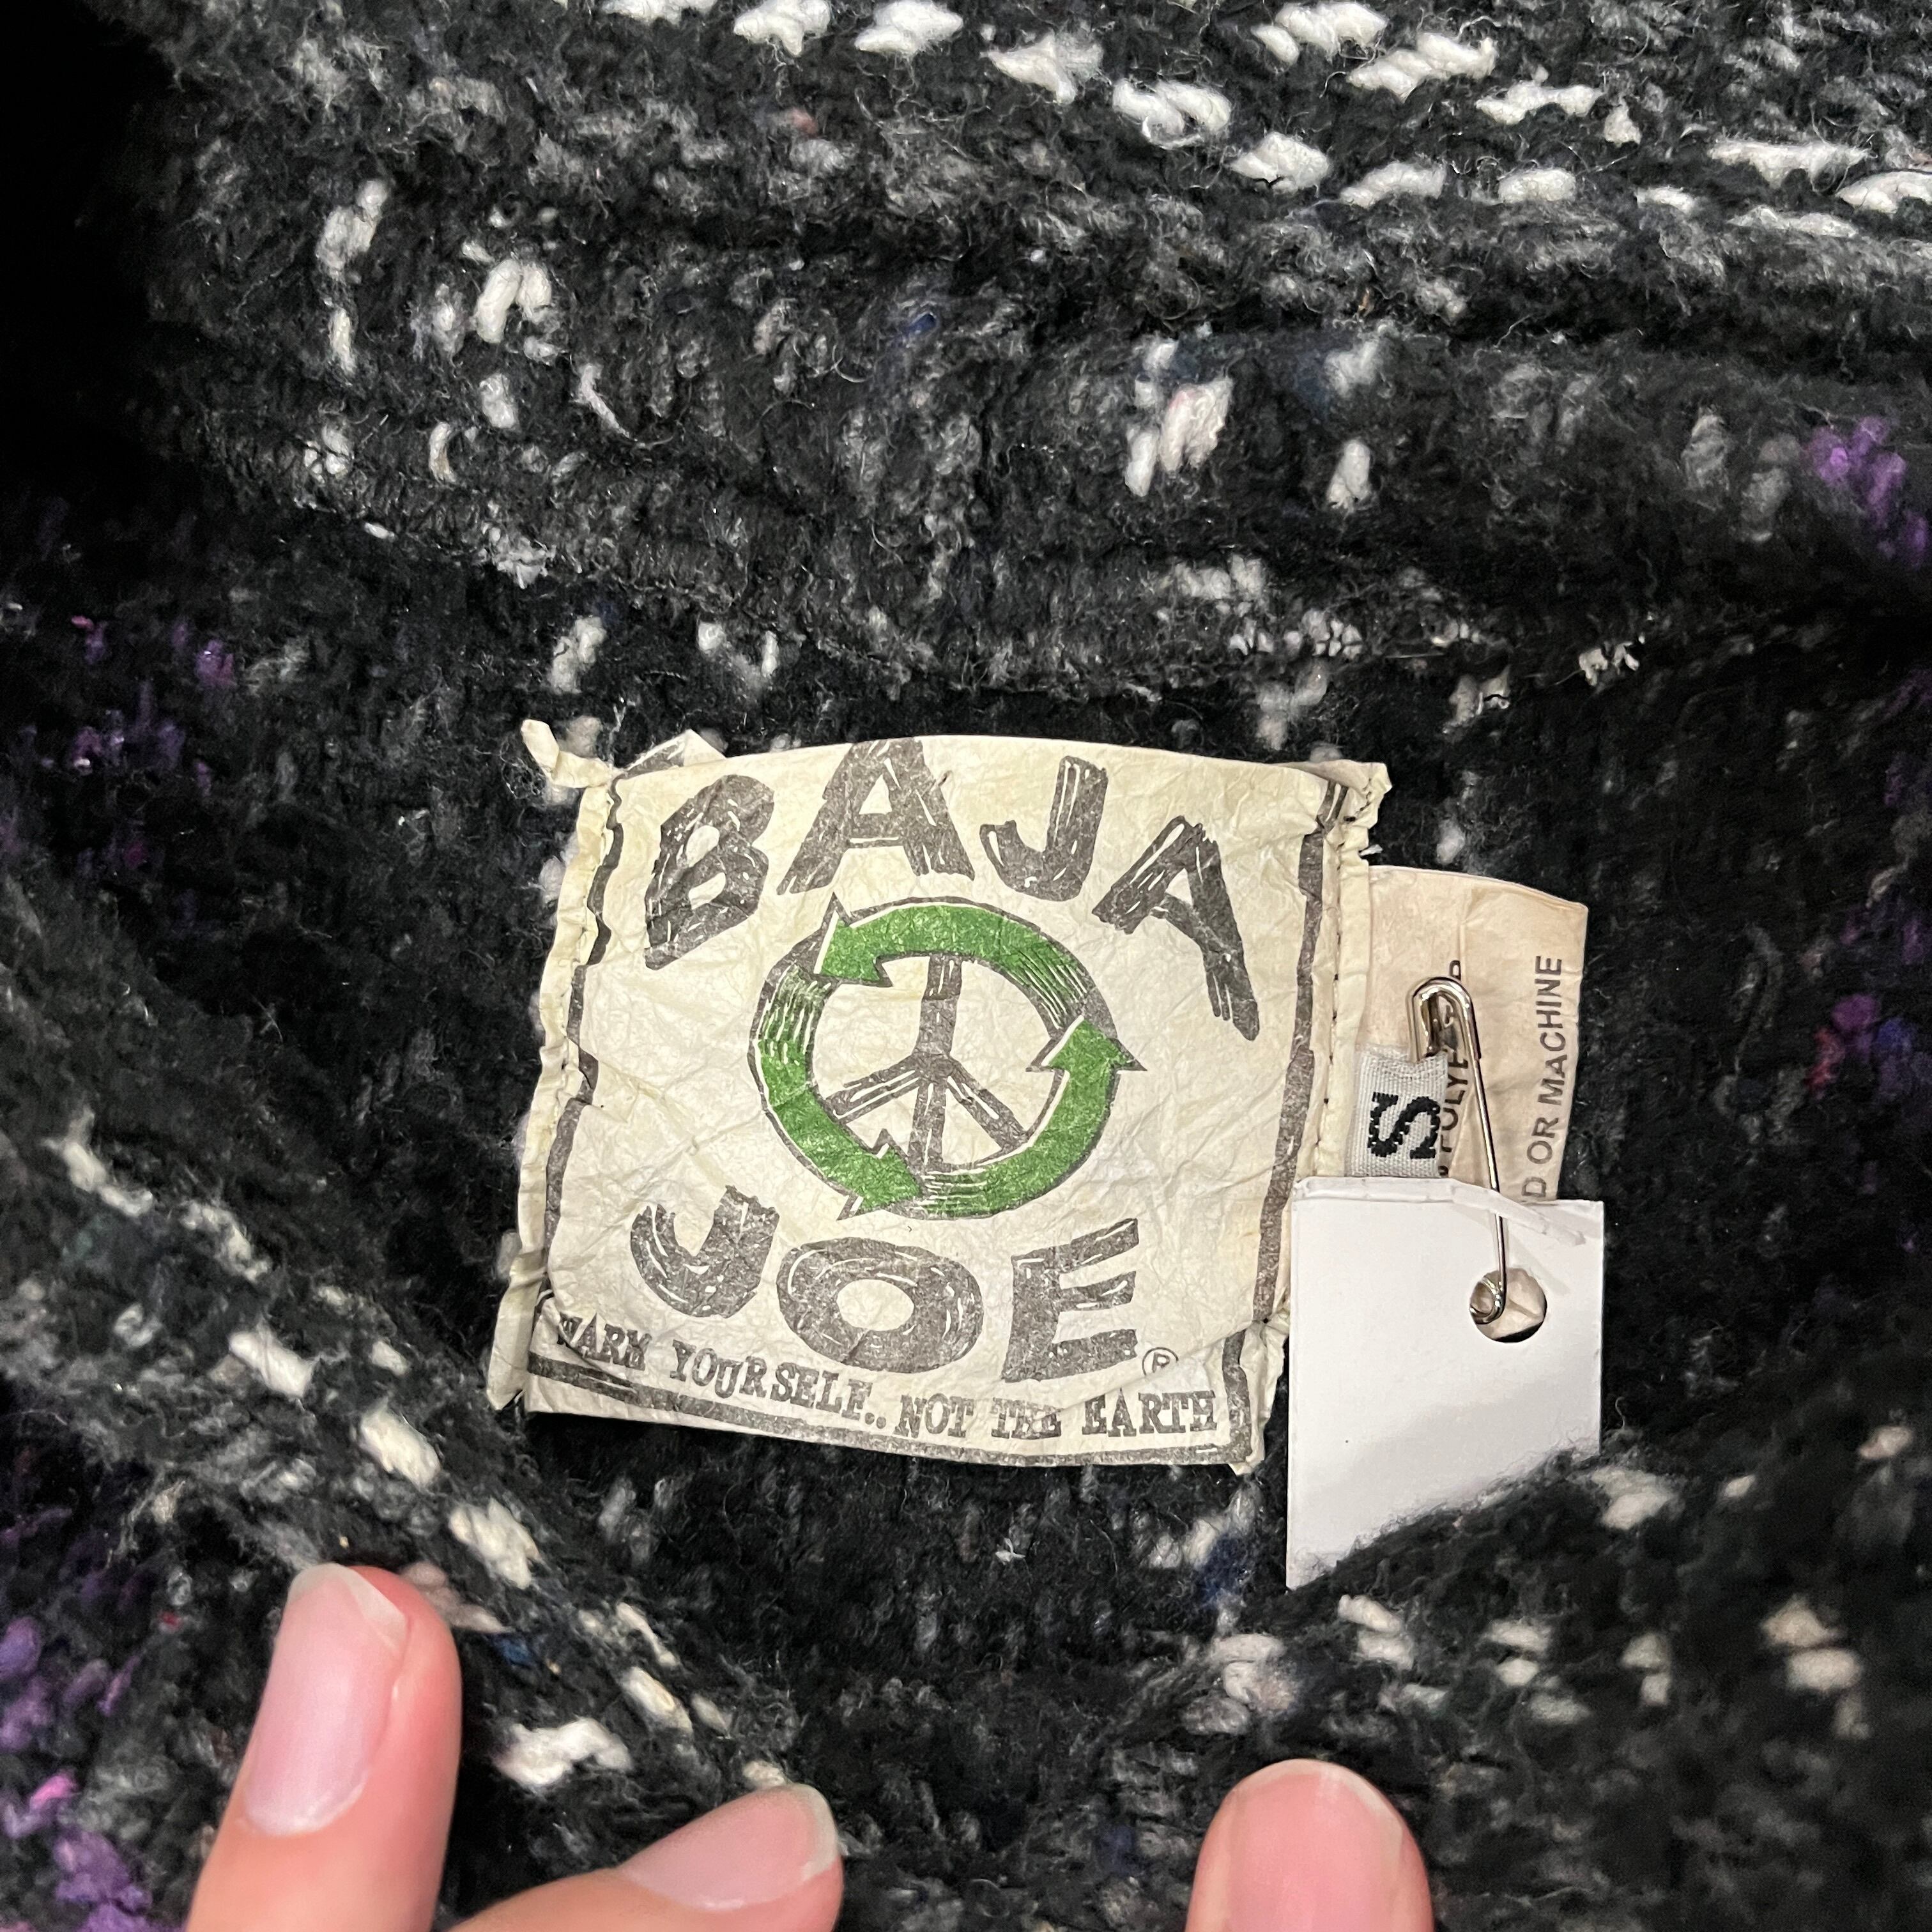 BAJA
JOE®
WARM YOURSELF.. NOT THE EARTH
S
OR MACHINE